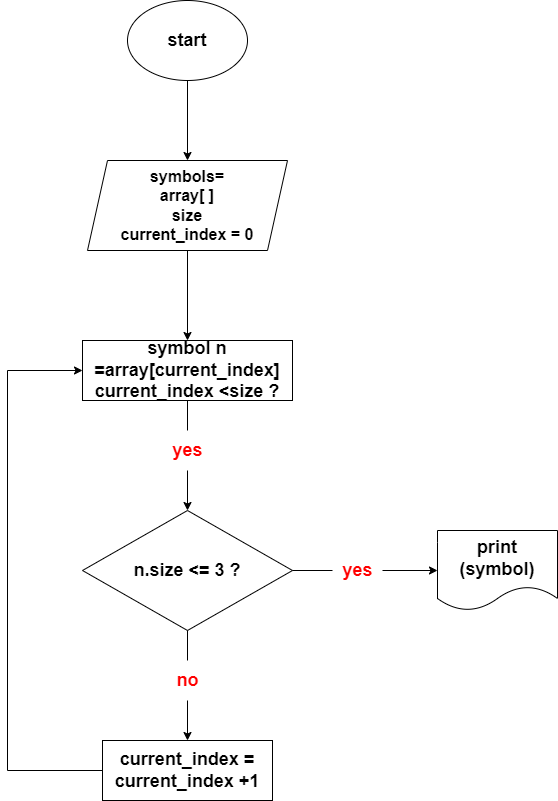 start
symbols=
array[ ]
size
current_index = 0
symbol n
=array[current_index]
current_index <size ?
yes
n.size <= 3 ?
yes
print
(symbol)
no
current_index =
current_index +1